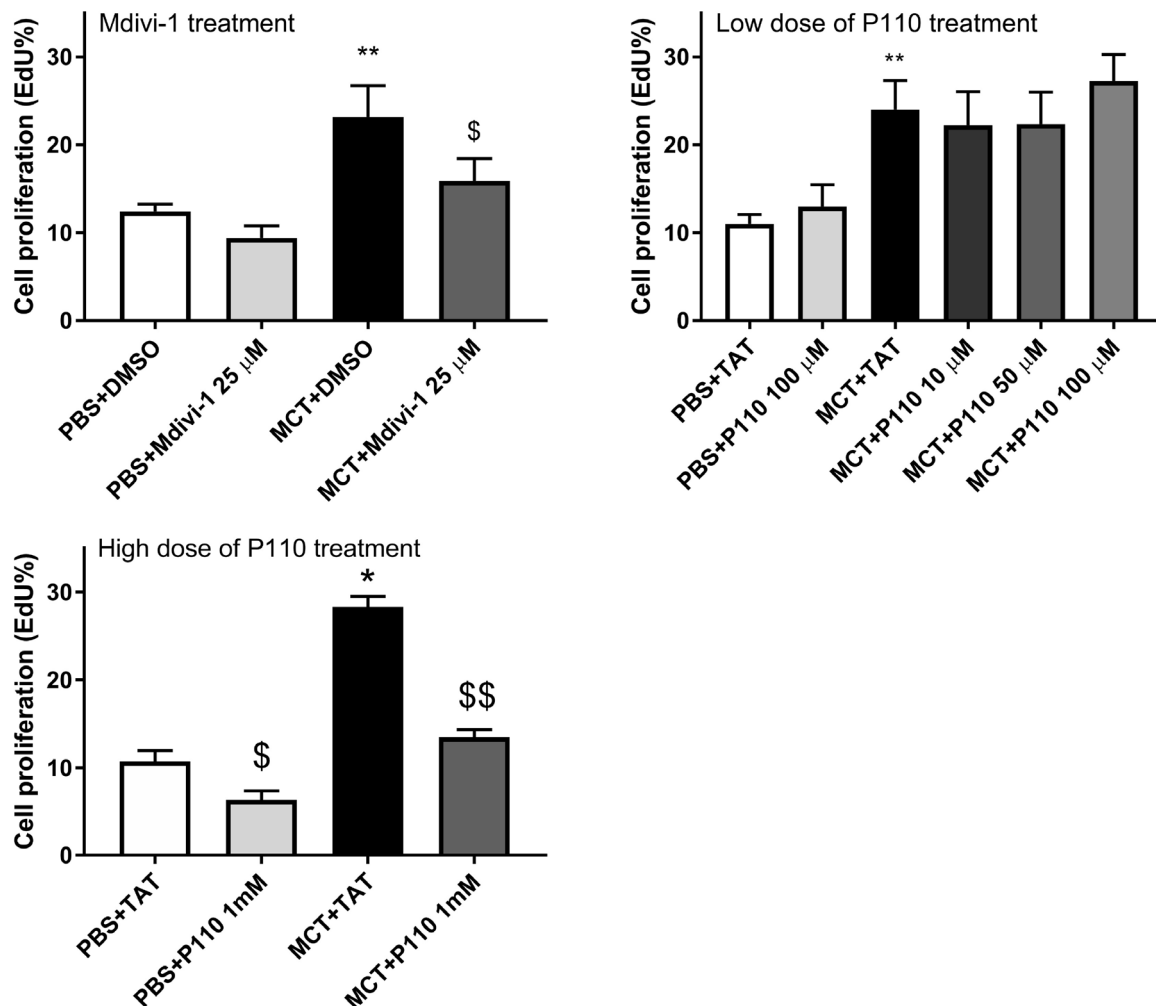 Mdivi-1 treatment
Cell proliferation (EdU%)
30
20
10
0
**
$
PBS+DMSO
PBS+Mdivi-1 25 μM
MCT+DMSO
MCT+Mdivi-1 25 μM
Low dose of P110 treatment
Cell proliferation (EdU%)
30
20
10
0
**
PBS+TAT
PBS+P110 100 μM
MCT+TAT
MCT+P110 10 μM
MCT+P110 50 μM
MCT+P110 100 μM
High dose of P110 treatment
Cell proliferation (EdU%)
30
20
10
0
$
*
$$
PBS+TAT
PBS+P110 1mM
MCT+TAT
MCT+P110 1mM